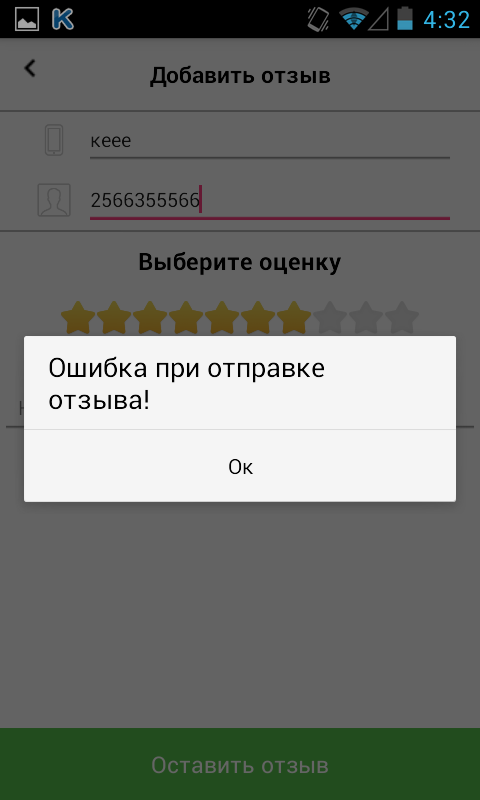 4:32
Добавить отзыв
кеее
2566355566
Выберите оценку
Ошибка при отправке
отзыва!
Ок
Оставить отзыв